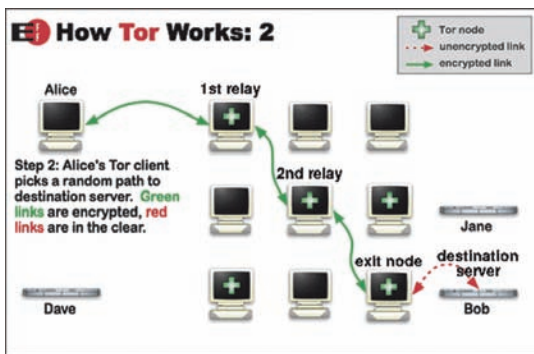 E How Tor Works: 2
Tor node
unencrypted link
encrypted link
Alice
1st relay
Step 2: Alice's Tor client
picks a random path to
destination server. Green
links are encrypted, red
links are in the clear.
2nd relay
Jane
exit node
destination
server
Dave
Bob